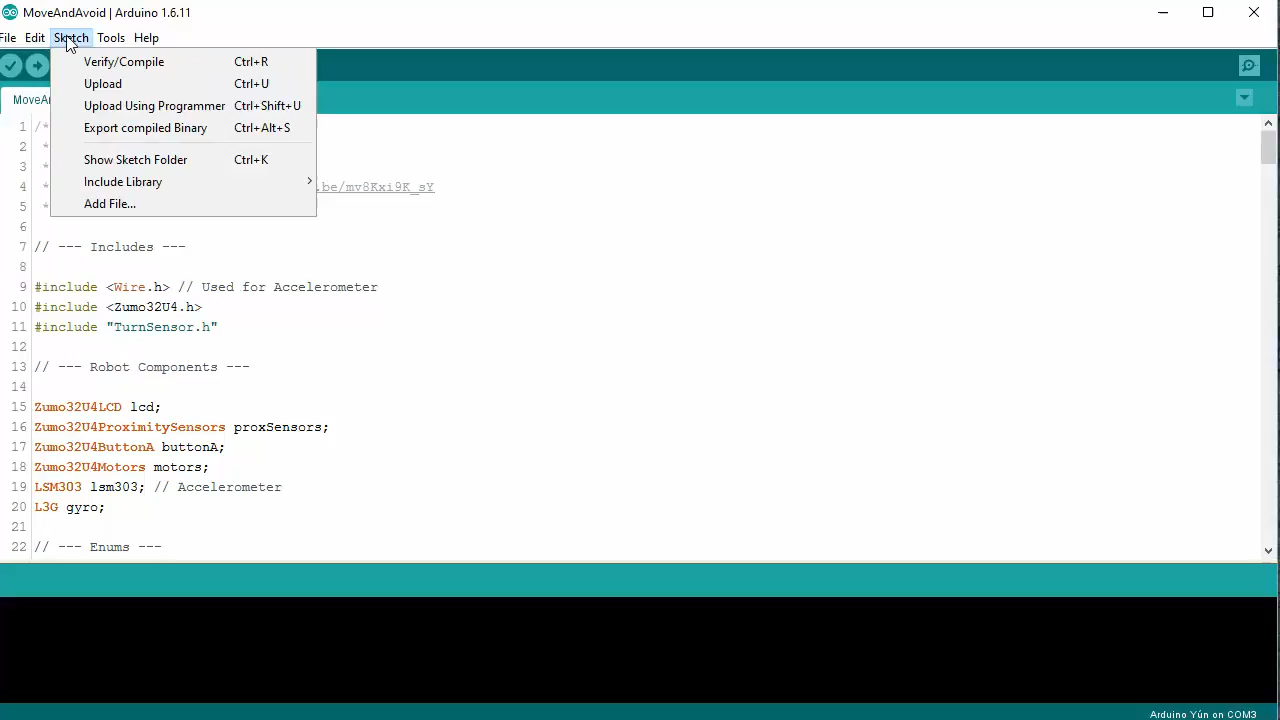 MoveAndAvoid | Arduino 1.6.11
File Edit Sketch Tools Help
Verify/Compile Ctrl+R
Upload Ctrl+U
Upload Using Programmer Ctrl+Shift+U
Export compiled Binary Ctrl+Alt+S
Show Sketch Folder Ctrl+K
Include Library
Add File...
MoveAn
1 /*
2 *
3 *
4 * .be/mv8Kxi9K_sY
5 *
6
7 // --- Includes ---
8
9 #include <Wire.h> // Used for Accelerometer
10 #include <Zumo32U4.h>
11 #include "TurnSensor.h"
12
13 // --- Robot Components ---
14
15 Zumo32U4LCD lcd;
16 Zumo32U4ProximitySensors proxSensors;
17 Zumo32U4ButtonA buttonA;
18 Zumo32U4Motors motors;
19 LSM303 lsm303; // Accelerometer
20 L3G gyro;
21
22 // --- Enums ---
Arduino Yún on COM3